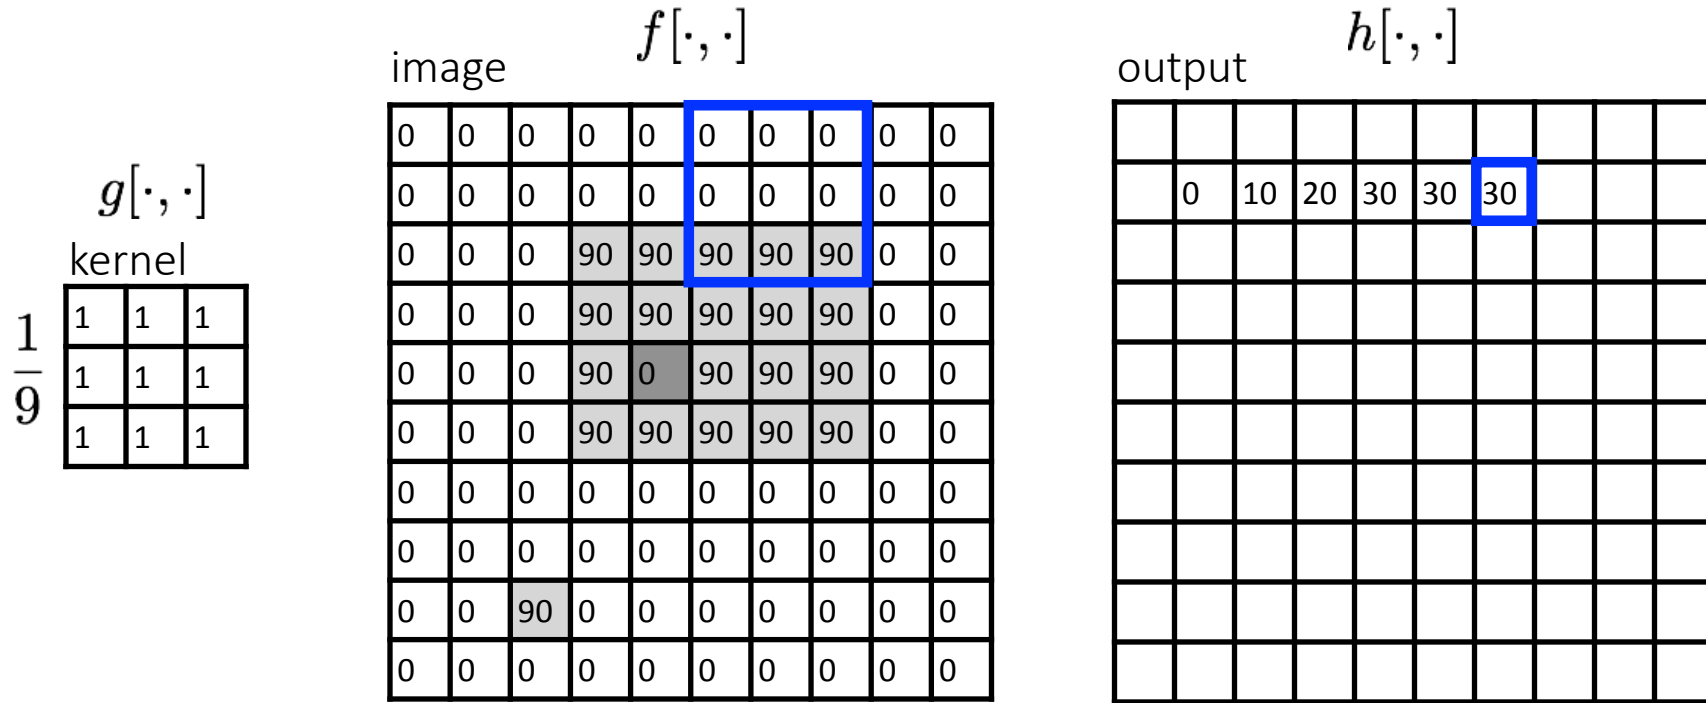 f[·, ·]
h[·, ·]
image
output
0 0 0 0 0 0 0 0 0 0
0 0 0 0 0 0 0 0 0 0
0 10 20 30 30 30
g[·, ·]
kernel
0 0 0 90 90 90 90 90 0 0
1/9
1 1 1
1 1 1
1 1 1
0 0 0 90 90 90 90 90 0 0
0 0 0 90 0 90 90 90 0 0
0 0 0 90 90 90 90 90 0 0
0 0 0 0 0 0 0 0 0 0
0 0 0 0 0 0 0 0 0 0
0 0 90 0 0 0 0 0 0 0
0 0 0 0 0 0 0 0 0 0